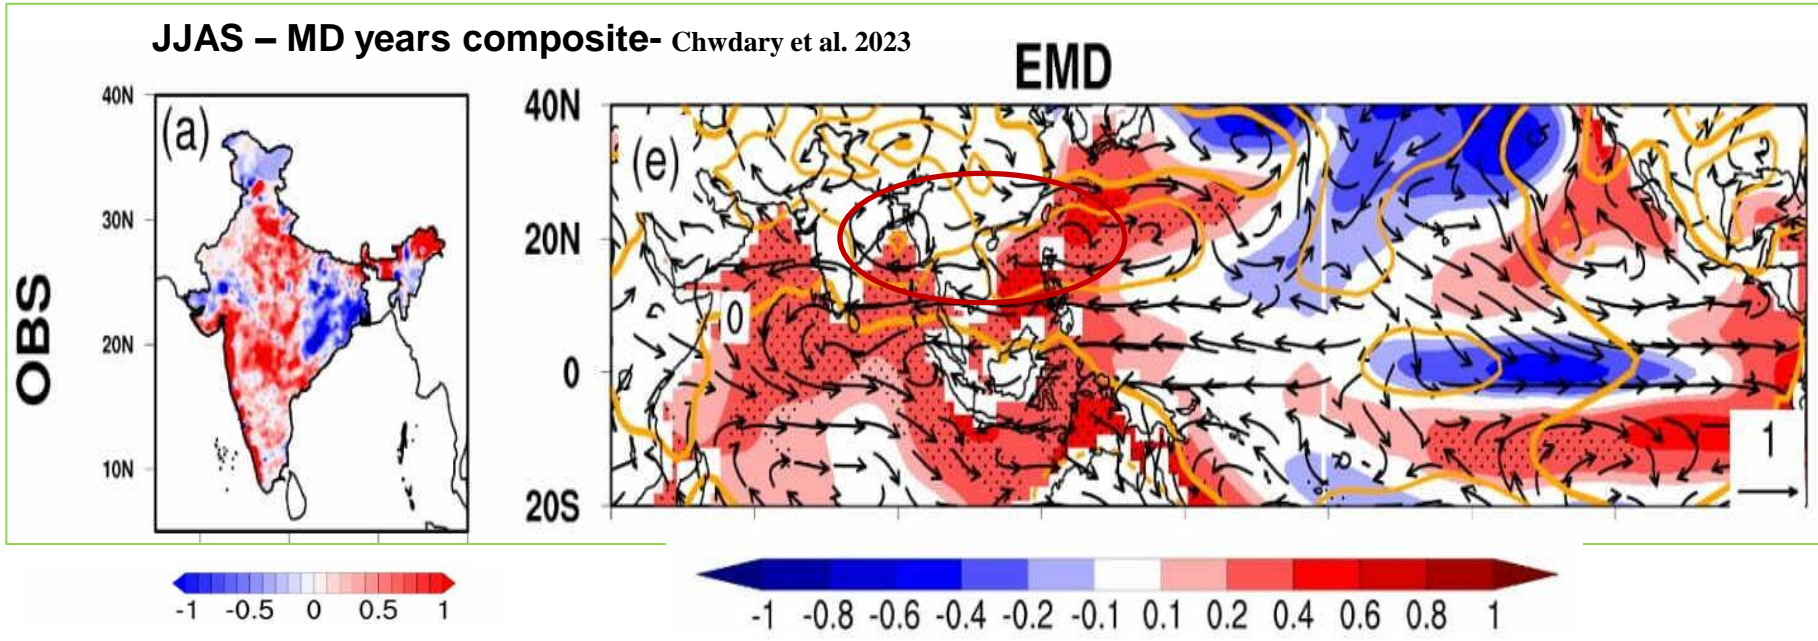 JJAS – MD years composite- Chwdary et al. 2023
EMD
OBS
(a)
40N
30N
20N
10N
(e)
40N
20N
0
20S
0
1
-1 -0.5 0 0.5 1
-1 -0.8 -0.6 -0.4 -0.2 -0.1 0.1 0.2 0.4 0.6 0.8 1